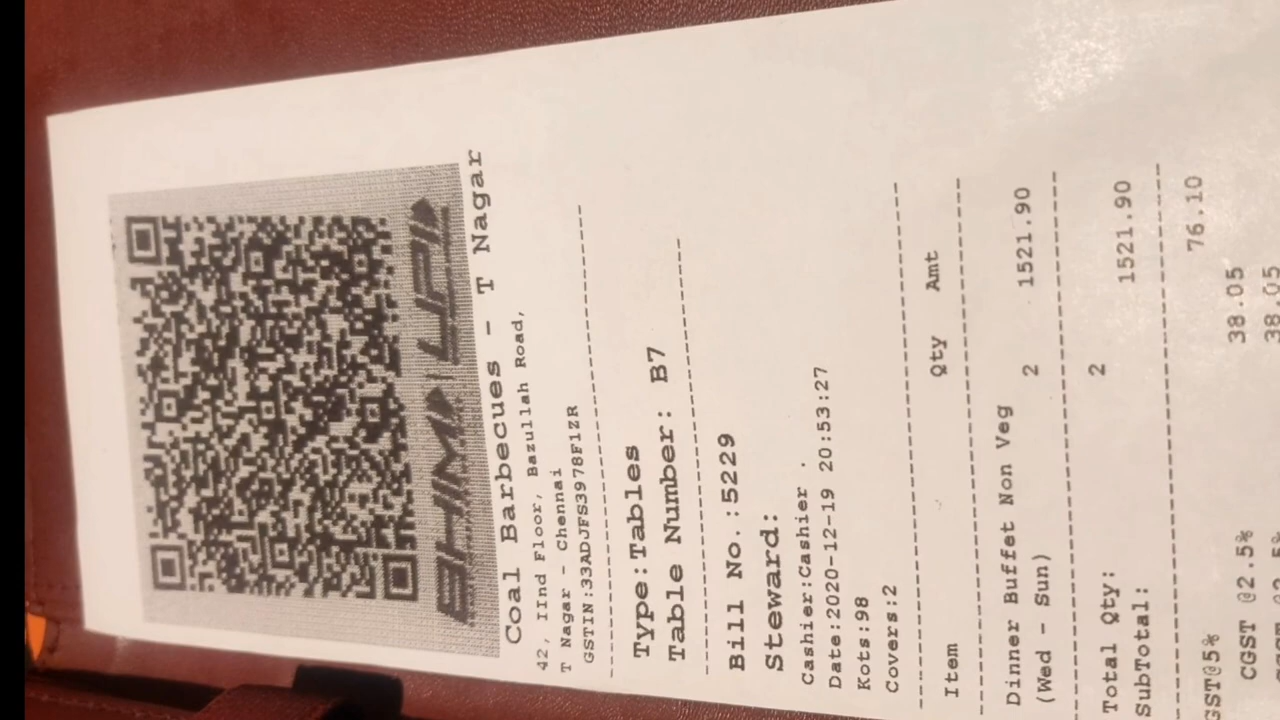 BHIM UPI
Coal Barbecues - T Nagar
42, IInd Floor, Bazullah Road,
T Nagar - Chennai
GSTIN:33ADJFS3978F1ZR
Type:Tables
Table Number: B7
Bill No.:5229
Steward:
Cashier:Cashier .
Date:2020-12-19 20:53:27
Kots:98
Covers:2
Item Qty Amt
Dinner Buffet Non Veg 2 1521.90
(Wed - Sun)
Total Qty: 2
SubTotal: 1521.90
GST@5% 76.10
CGST @2.5% 38.05
38.05